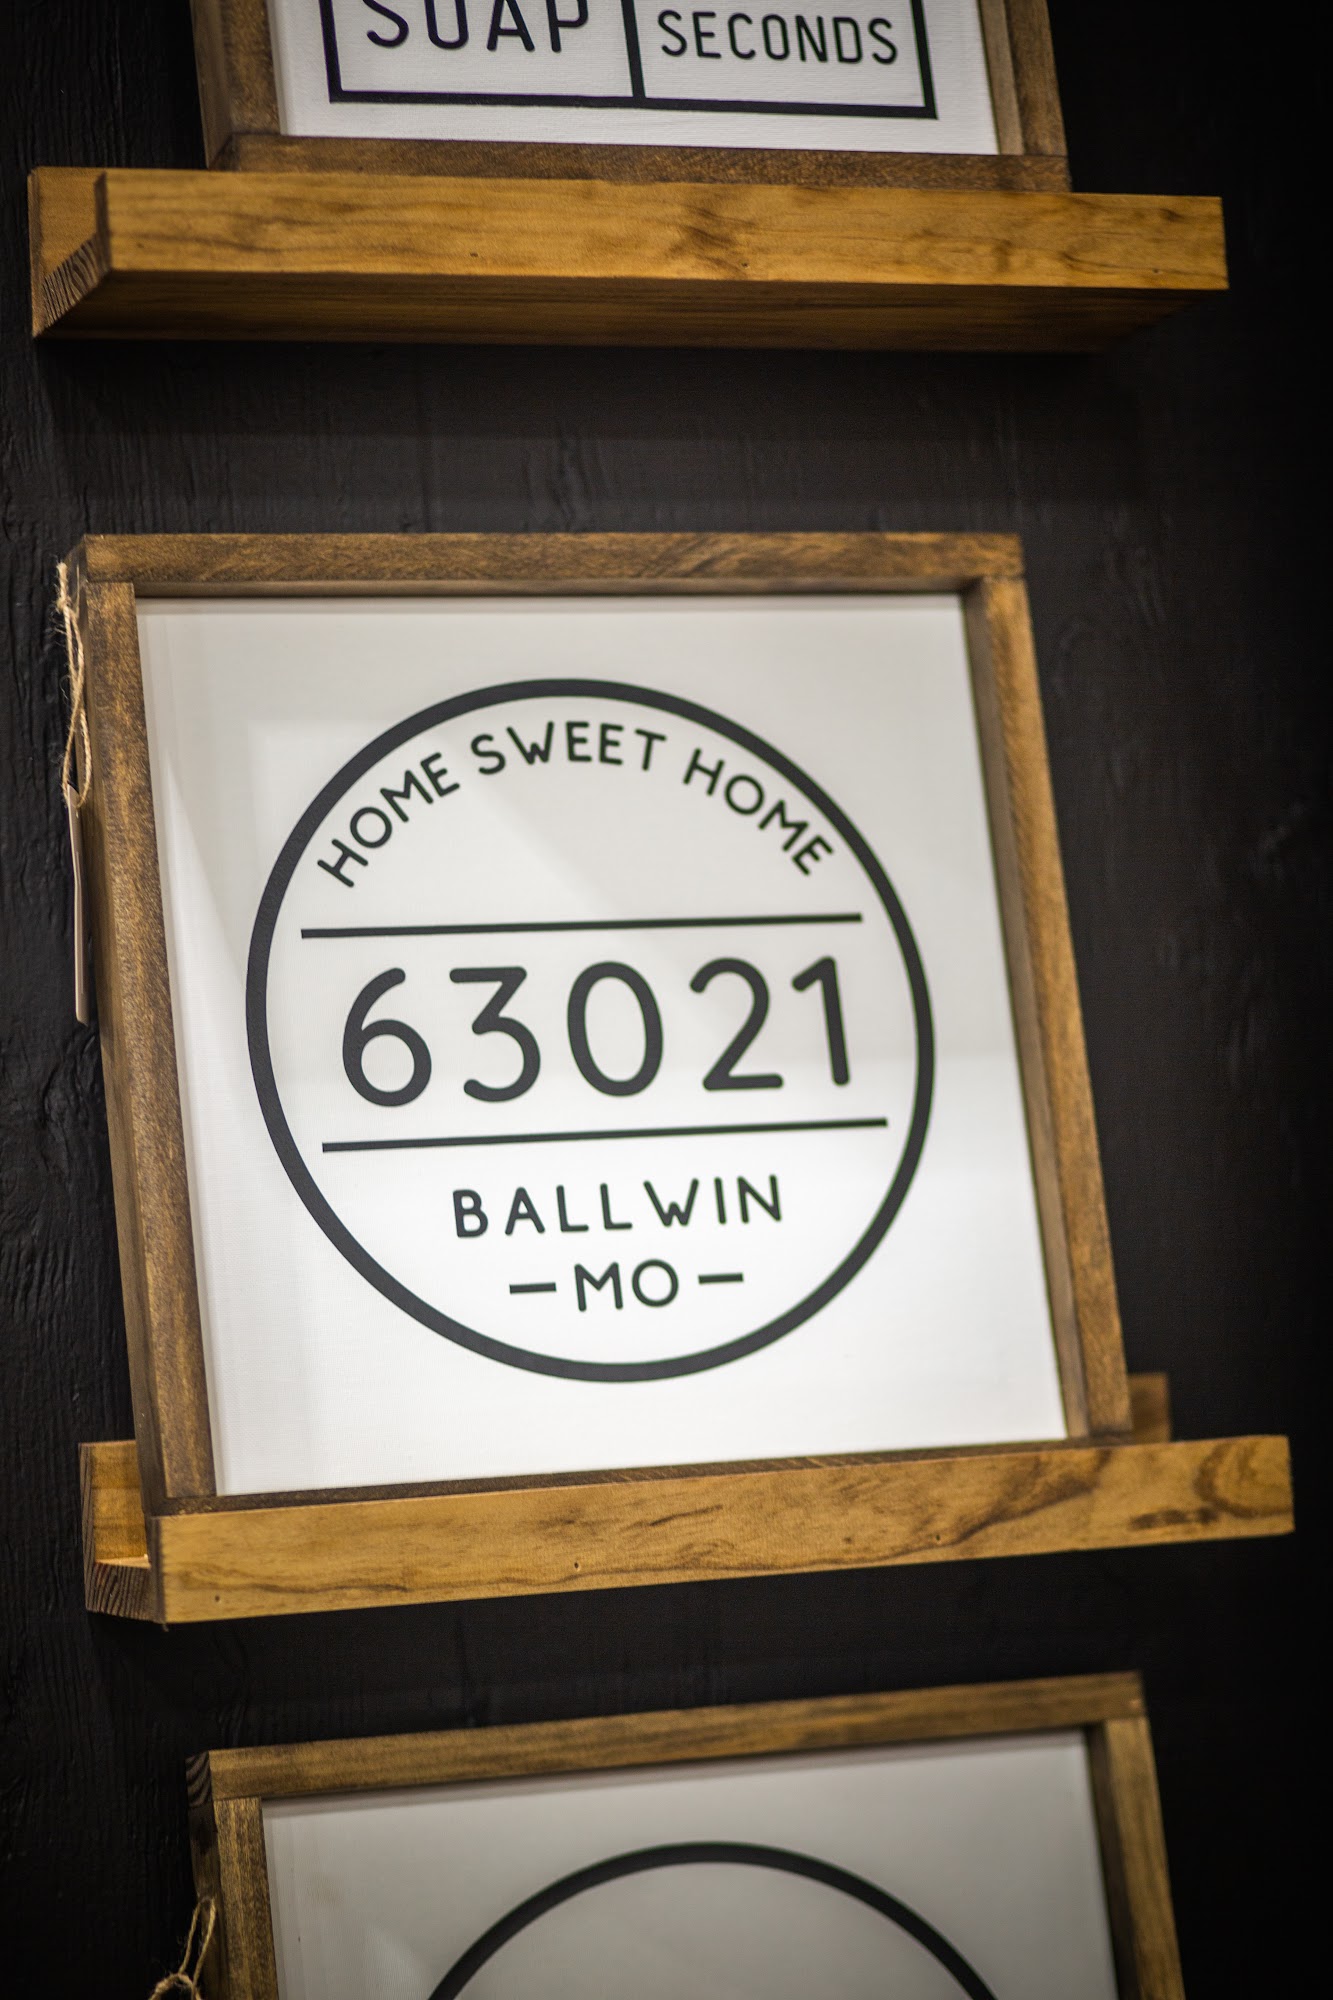 SOAP SECONDS
HOME SWEET HOME
63021
BALLWIN
—MO—